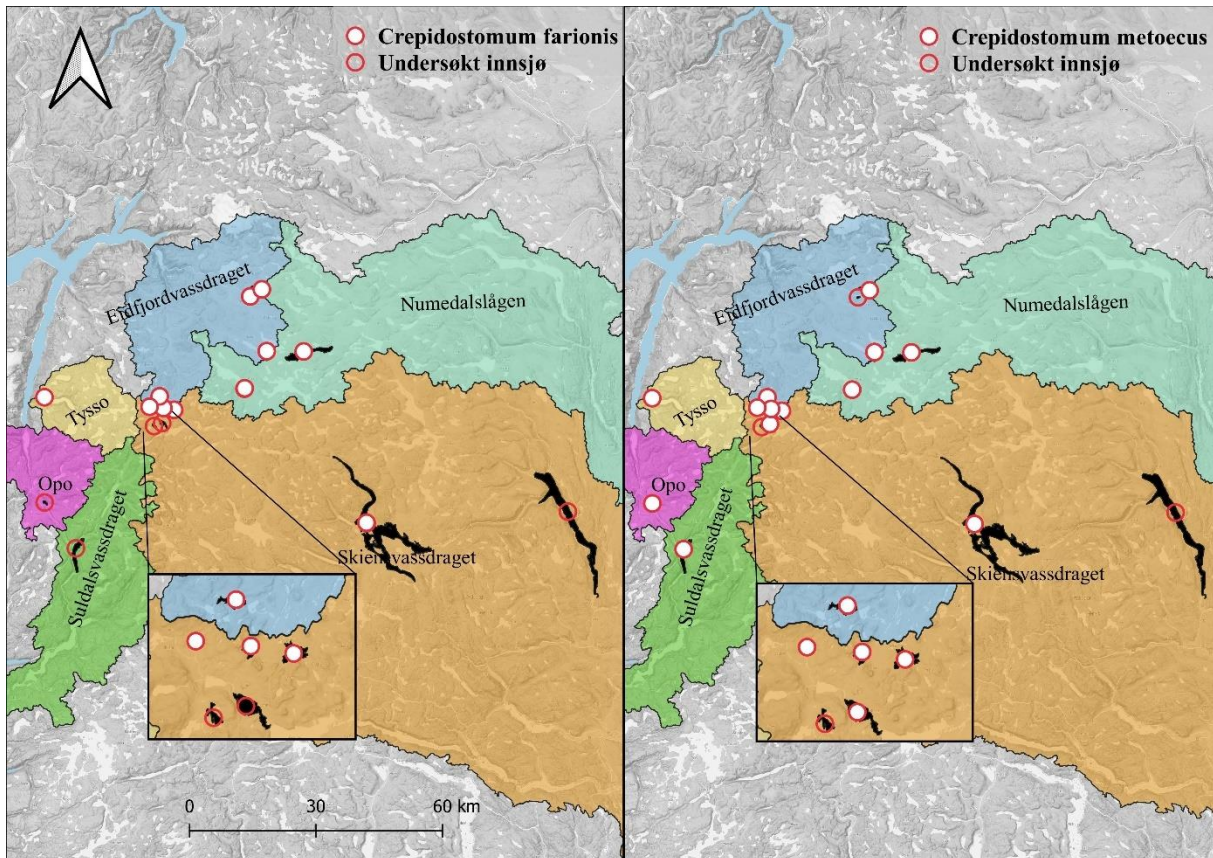 Crepidostomum farionis
Undersøkt innsjø
Eidfjordvassdraget
Numedalslågen
Tysso
Opo
Suldalsvassdraget
Skiensvassdraget
0 30 60 km
Crepidostomum metoecus
Undersøkt innsjø
Eidfjordvassdraget
Numedalslågen
Tysso
Opo
Suldalsvassdraget
Skiensvassdraget